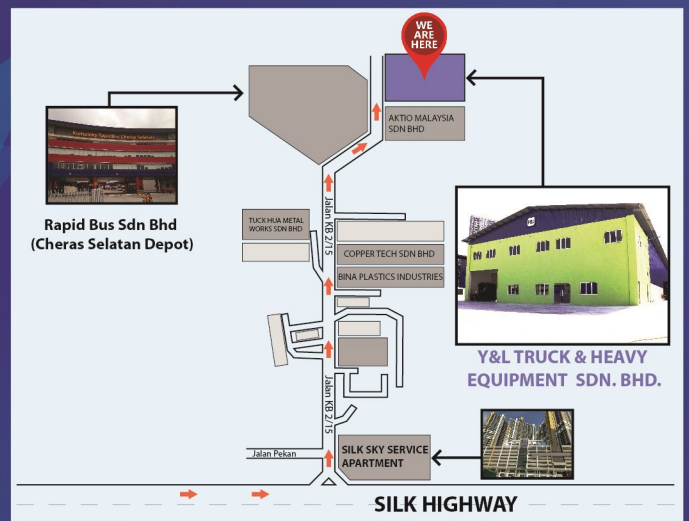 WE
ARE
HERE
AKTIO MALAYSIA
SDN BHD
Rapid Bus Sdn Bhd
(Cheras Selatan Depot)
Jalan KB 2/15
TUCK HUA METAL
WORKS SDN BHD
COPPER TECH SDN BHD
BINA PLASTICS INDUSTRIES
Y&L TRUCK & HEAVY
EQUIPMENT SDN. BHD.
Jalan KB 2/15
Jalan Pekan
SILK SKY SERVICE
APARTMENT
SILK HIGHWAY